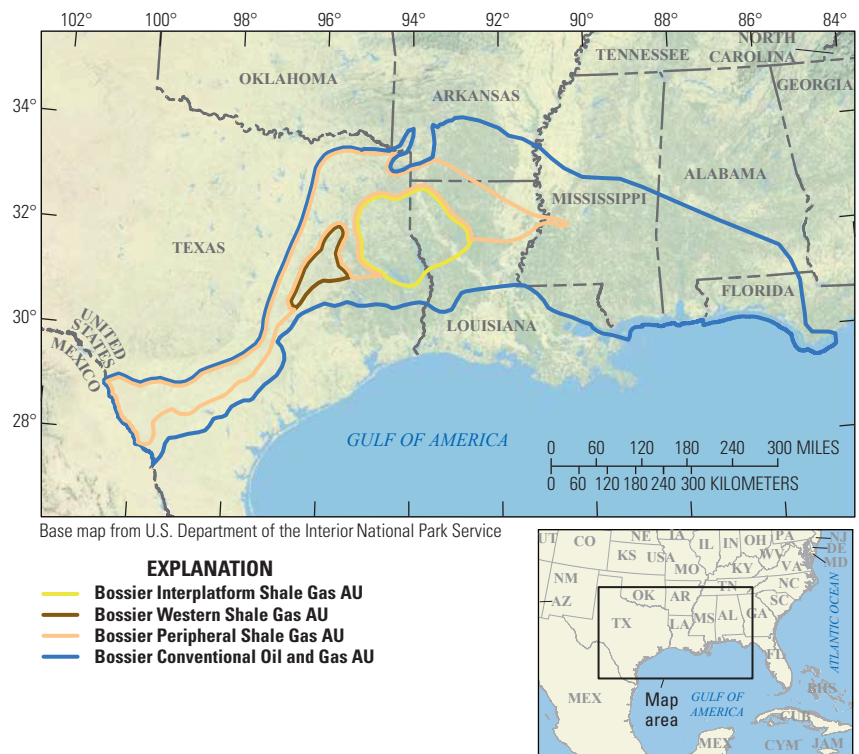 102° 100° 98° 96° 94° 92° 90° 88° 86° 84°
NORTH
CAROLINA
TENNESSEE
OKLAHOMA
GEORGIA
ARKANSAS
34°
ALABAMA
MISSISSIPPI
32°
TEXAS
FLORIDA
30°
LOUISIANA
UNITED
STATES
MEXICO
28°
GULF OF AMERICA
0 60 120 180 240 300 MILES
0 60 120 180 240 300 KILOMETERS
Base map from U.S. Department of the Interior National Park Service
EXPLANATION
Bossier Interplatform Shale Gas AU
Bossier Western Shale Gas AU
Bossier Peripheral Shale Gas AU
Bossier Conventional Oil and Gas AU
UT CO NE IA IL IN OH PA NJ
DE
MD
KS USA MO KY WV VA
NM OK AR TN NC
AZ SC
TX LA MS AL GA
FL
ATLANTIC OCEAN
MEX
Map
area
GULF OF
AMERICA
BHS
CUB
MEX CYM JAM